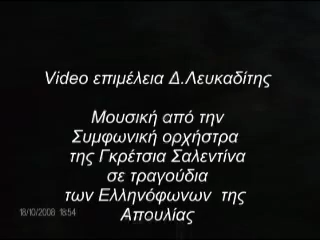 Video επιμέλεια Δ.Λευκαδίτης
Μουσική από την
Συμφωνική ορχήστρα
της Γκρέτσια Σαλεντίνα
σε τραγούδια
των Ελληνόφωνων της
Απουλίας
18/10/2008 18:54